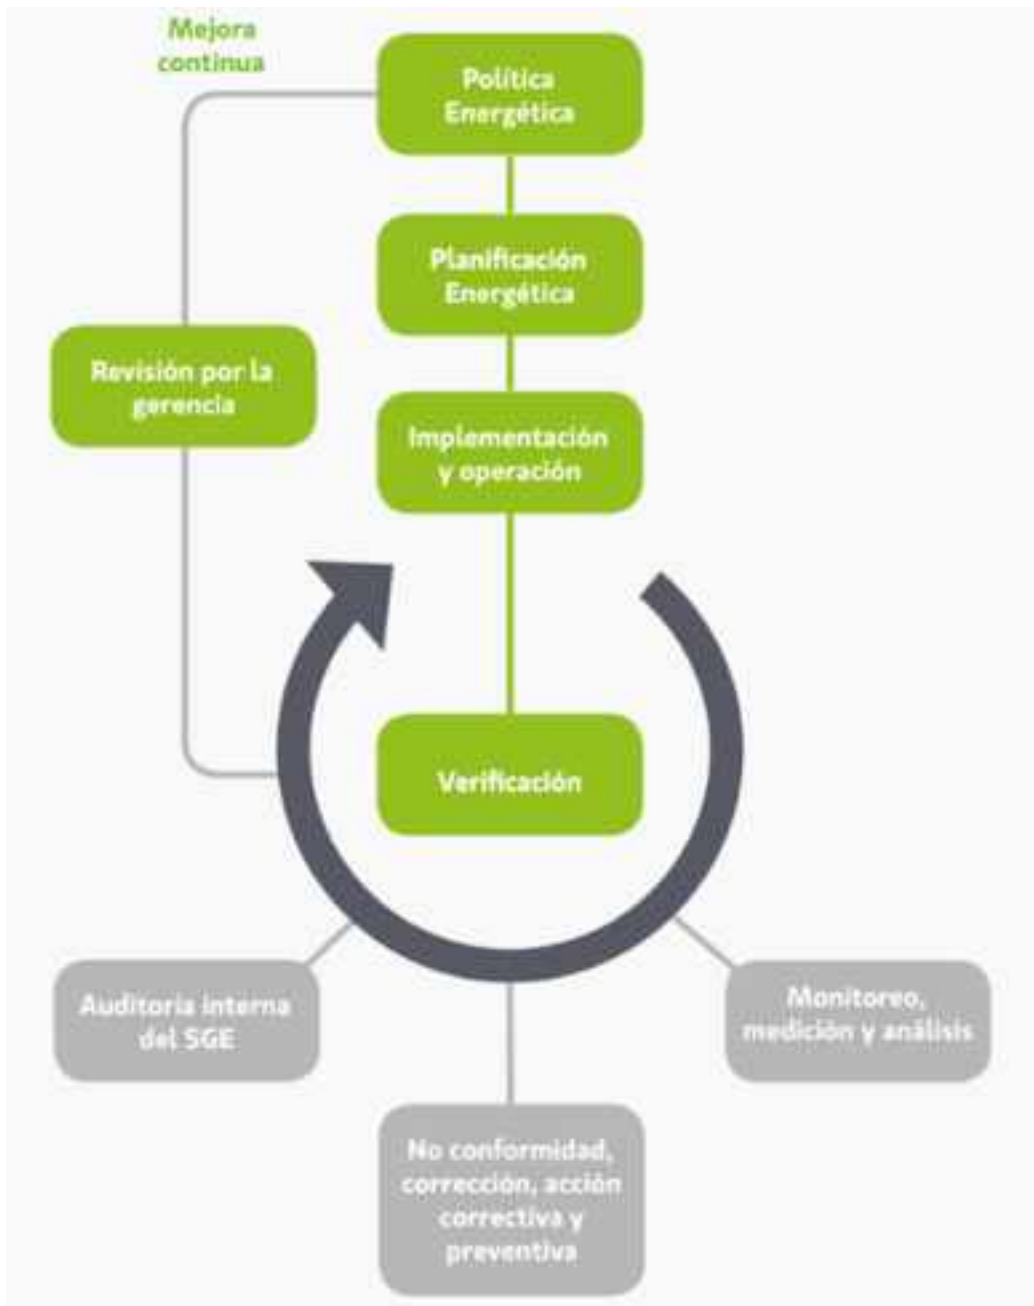 Mejora
continua
Política
Energética
Planificación
Energética
Revisión por la
gerencia
Implementación
y operación
Verificación
Auditoría interna
del SGE
Monitoreo,
medición y análisis
No conformidad,
corrección, acción
correctiva y
preventiva